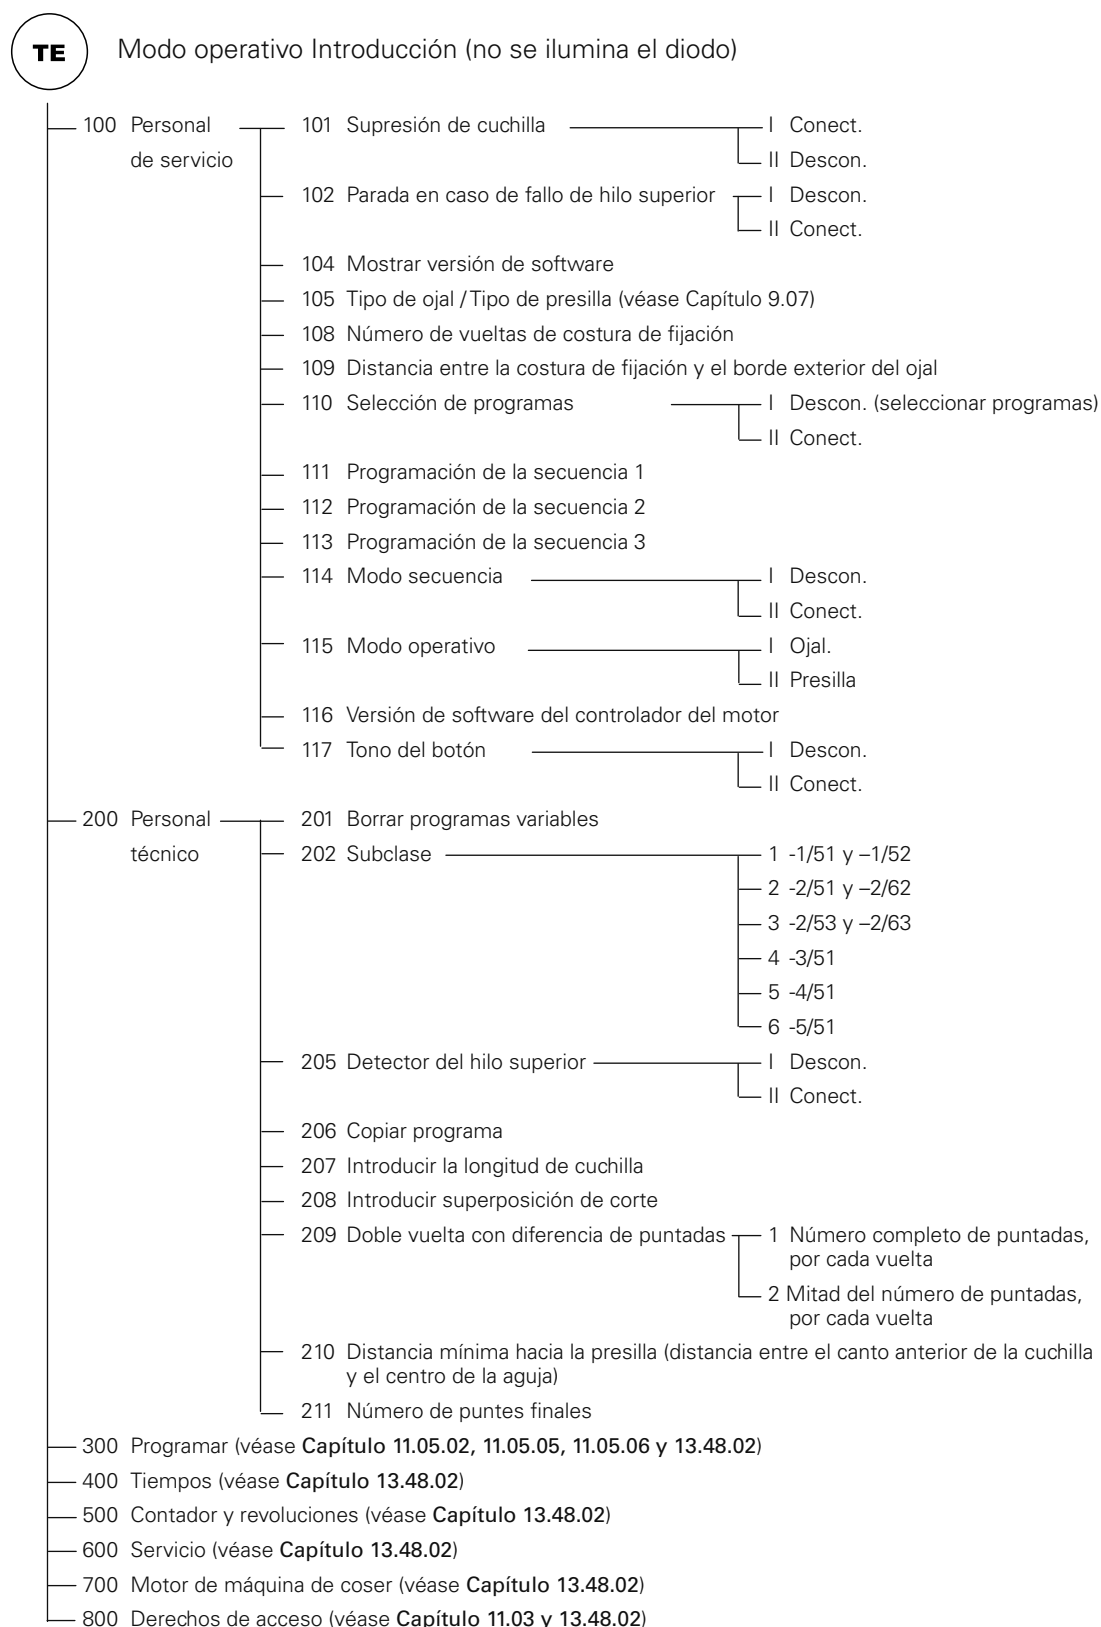 TE Modo operativo Introducción (no se ilumina el diodo)
100 Personal 101 Supresión de cuchilla I Conect.
de servicio II Descon.
102 Parada en caso de fallo de hilo superior I Descon.
II Conect.
104 Mostrar versión de software
105 Tipo de ojal / Tipo de presilla (véase Capítulo 9.07)
108 Número de vueltas de costura de fijación
109 Distancia entre la costura de fijación y el borde exterior del ojal
110 Selección de programas I Descon. (seleccionar programas)
II Conect.
111 Programación de la secuencia 1
112 Programación de la secuencia 2
113 Programación de la secuencia 3
114 Modo secuencia I Descon.
II Conect.
115 Modo operativo I Ojal.
II Presilla
116 Versión de software del controlador del motor
117 Tono del botón I Descon.
II Conect.
200 Personal 201 Borrar programas variables
técnico 202 Subclase 1 -1/51 y –1/52
2 -2/51 y –2/62
3 -2/53 y –2/63
4 -3/51
5 -4/51
6 -5/51
205 Detector del hilo superior I Descon.
II Conect.
206 Copiar programa
207 Introducir la longitud de cuchilla
208 Introducir superposición de corte
209 Doble vuelta con diferencia de puntadas 1 Número completo de puntadas,
por cada vuelta
2 Mitad del número de puntadas,
por cada vuelta
210 Distancia mínima hacia la presilla (distancia entre el canto anterior de la cuchilla
y el centro de la aguja)
211 Número de puntes finales
300 Programar (véase Capítulo 11.05.02, 11.05.05, 11.05.06 y 13.48.02)
400 Tiempos (véase Capítulo 13.48.02)
500 Contador y revoluciones (véase Capítulo 13.48.02)
600 Servicio (véase Capítulo 13.48.02)
700 Motor de máquina de coser (véase Capítulo 13.48.02)
800 Derechos de acceso (véase Capítulo 11.03 y 13.48.02)